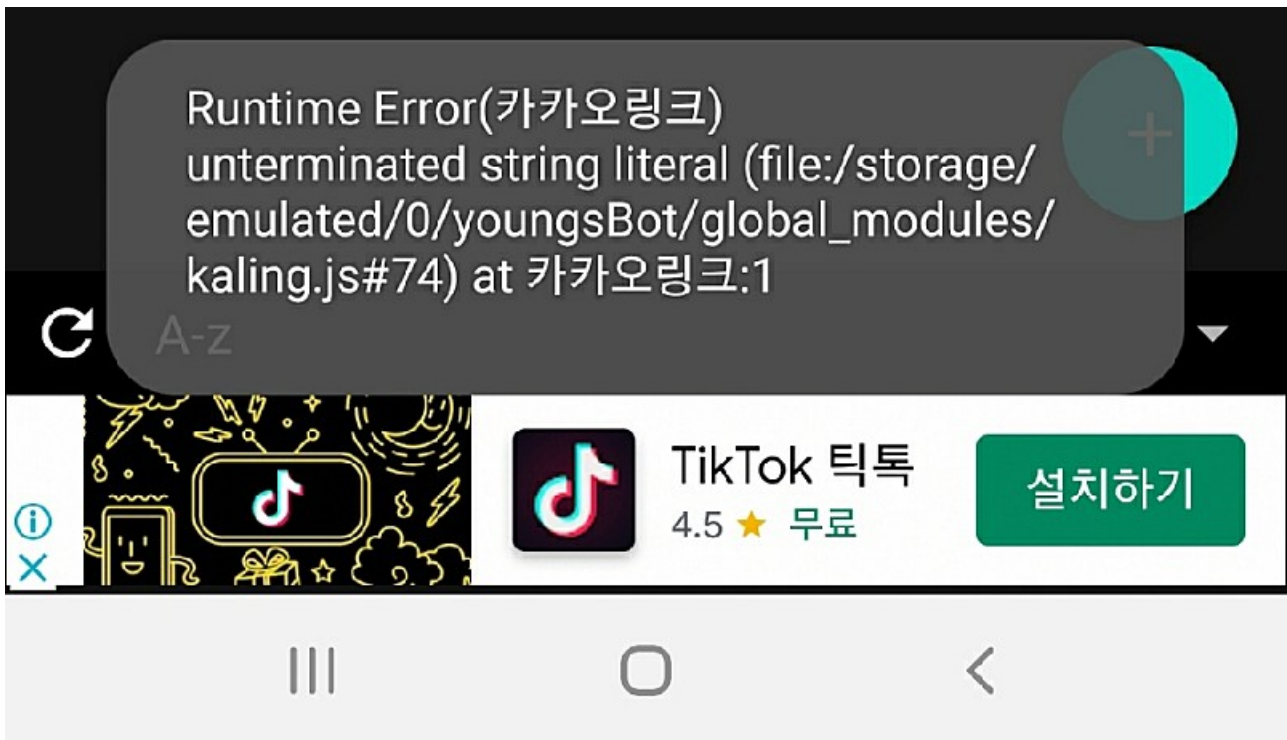 Runtime Error(카카오링크)
unterminated string literal (file:/storage/
emulated/0/youngsBot/global_modules/
kaling.js#74) at 카카오링크:1
A-z
TikTok 틱톡
4.5 ★ 무료
설치하기